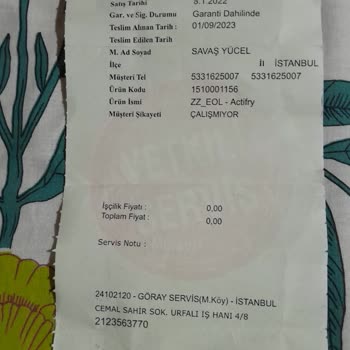 Satış Tarihi 8.1.2022
Gar. ve Sig. Durumu Garanti Dahilinde
Teslim Alınan Tarih : 01/09/2023
Teslim Edilen Tarih
M. Ad Soyad SAVAŞ YÜCEL
İlçe İl İSTANBUL
Müşteri Tel 5331625007 5331625007
Ürün Kodu 1510001156
Ürün İsmi ZZ_EOL - Actifry
Müşteri Şikayeti ÇALIŞMIYOR
SERVİS
İşçilik Fiyatı : 0,00
Toplam Fiyat : 0,00
Servis Notu :
24102120 - GÖRAY SERVİS(M.Köy) - İSTANBUL
CEMAL SAHİR SOK. URFALI İŞ HANI 4/8
2123563770